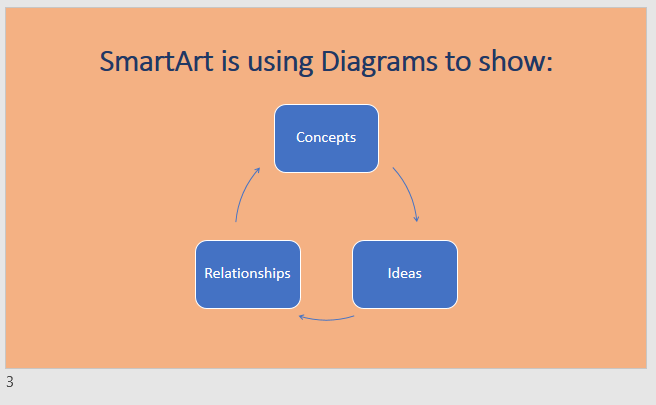 SmartArt is using Diagrams to show:
Concepts
Relationships
Ideas
3